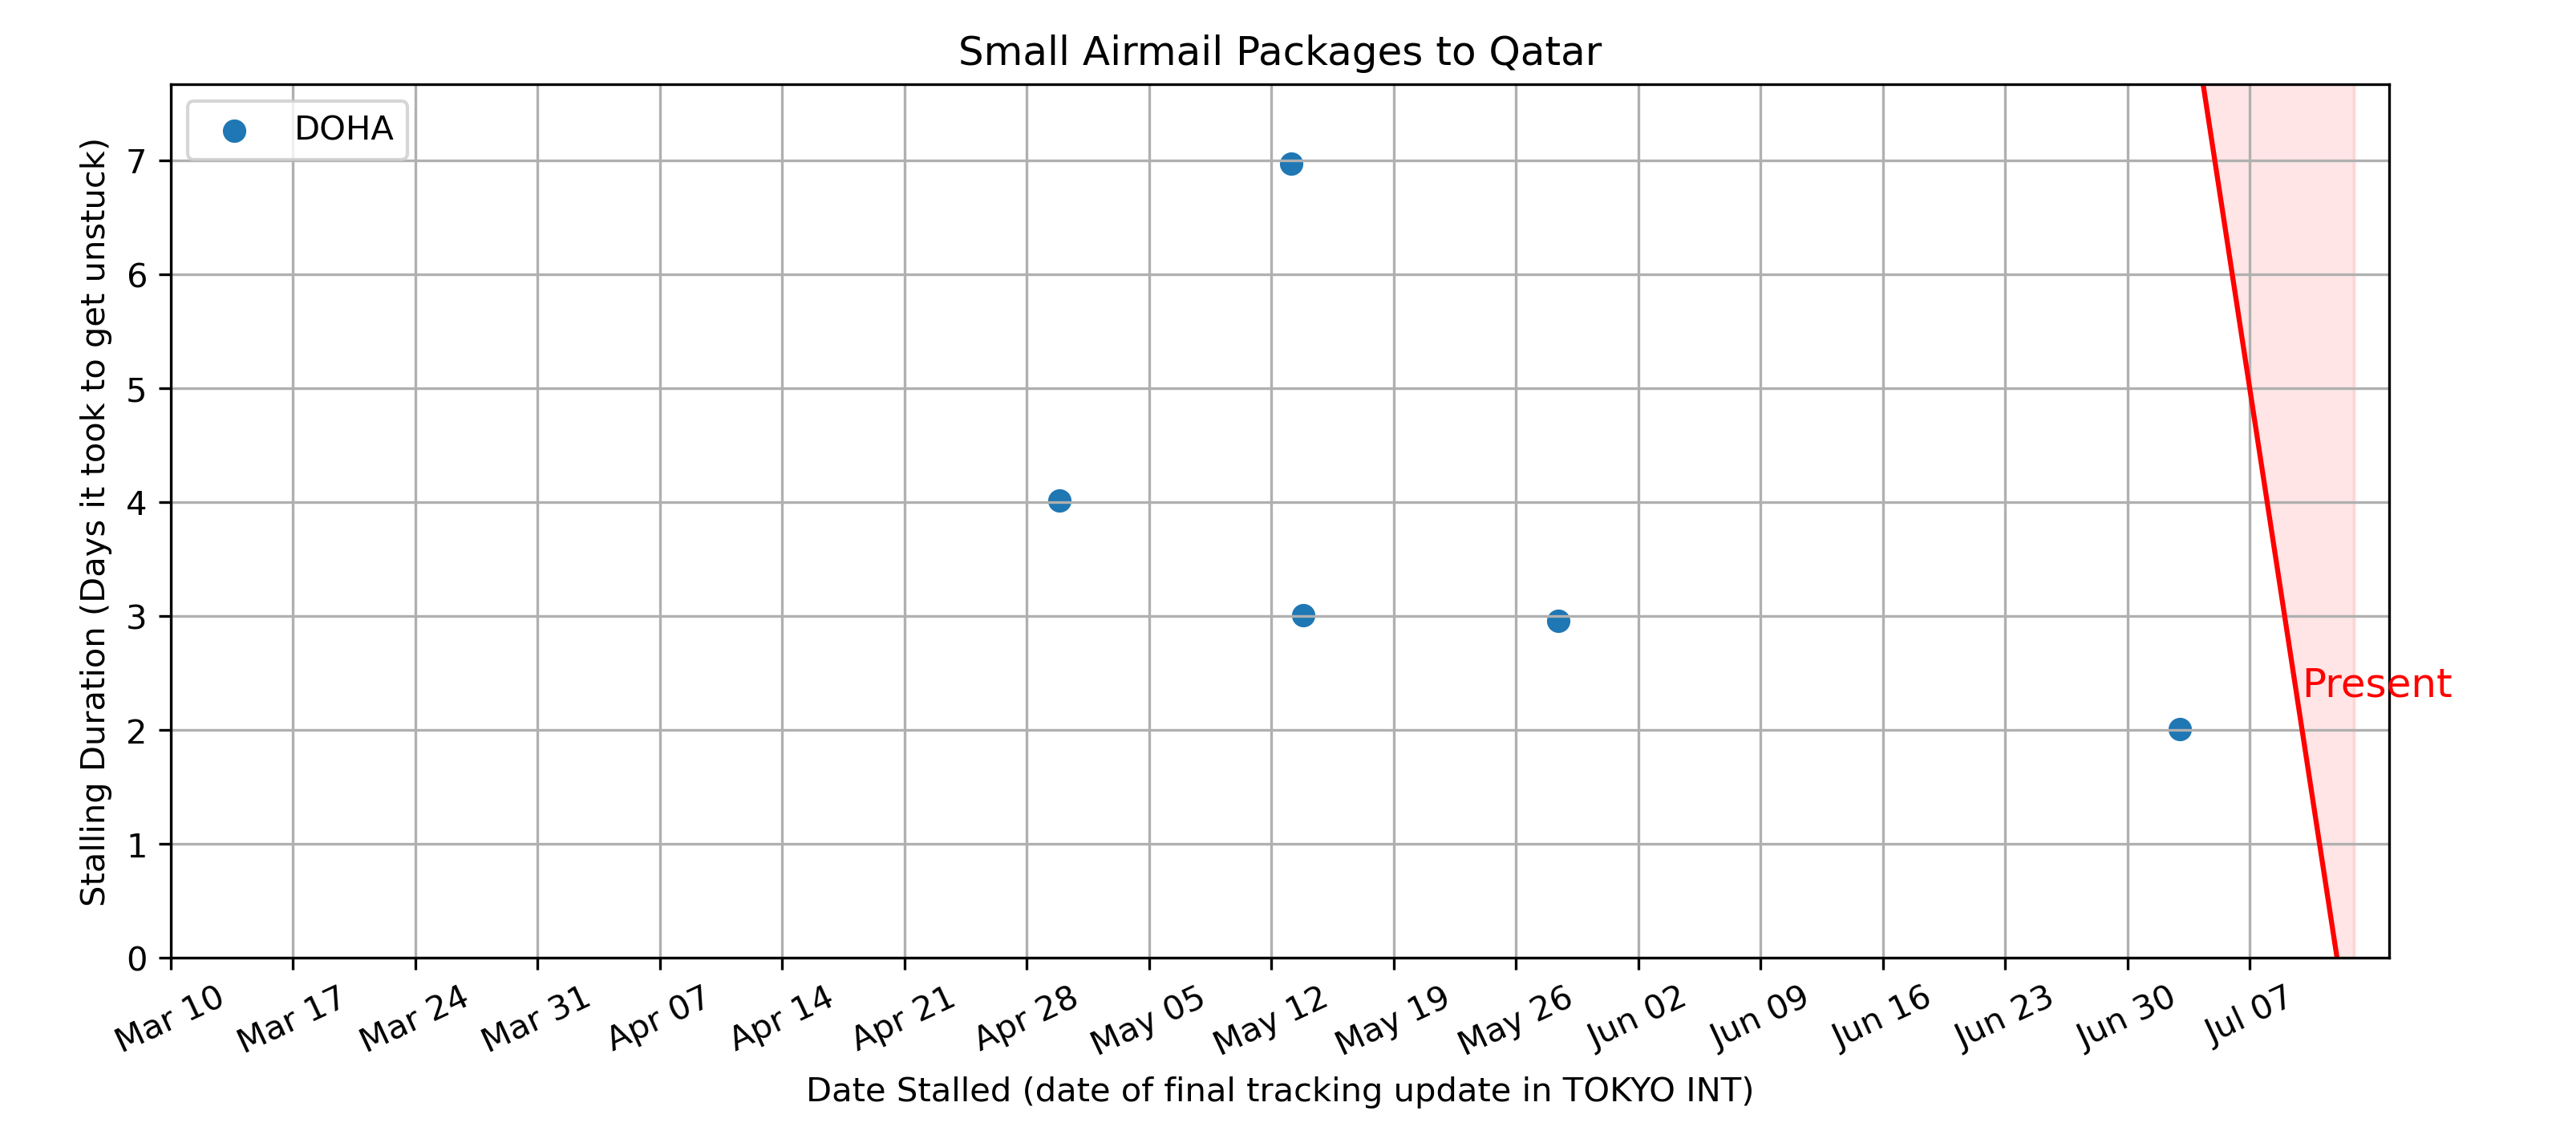 Small Airmail Packages to Qatar
DOHA
Stalling Duration (Days it took to get unstuck)
7
6
5
4
3
2
1
0
Present
Mar 10
Mar 17
Mar 24
Mar 31
Apr 07
Apr 14
Apr 21
Apr 28
May 05
May 12
May 19
May 26
Jun 02
Jun 09
Jun 16
Jun 23
Jun 30
Jul 07
Date Stalled (date of final tracking update in TOKYO INT)